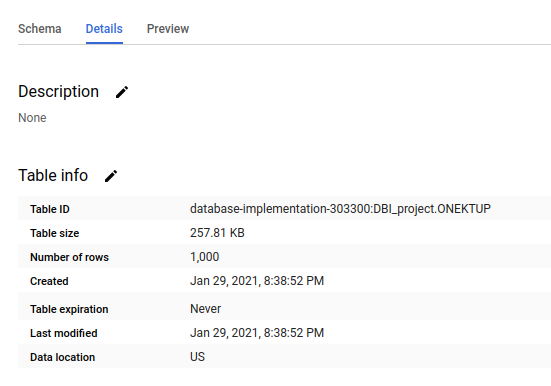 Schema Details Preview
Description
None
Table info
Table ID database-implementation-303300:DBI_project.ONEKTUP
Table size 257.81 KB
Number of rows 1,000
Created Jan 29, 2021, 8:38:52 PM
Table expiration Never
Last modified Jan 29, 2021, 8:38:52 PM
Data location US